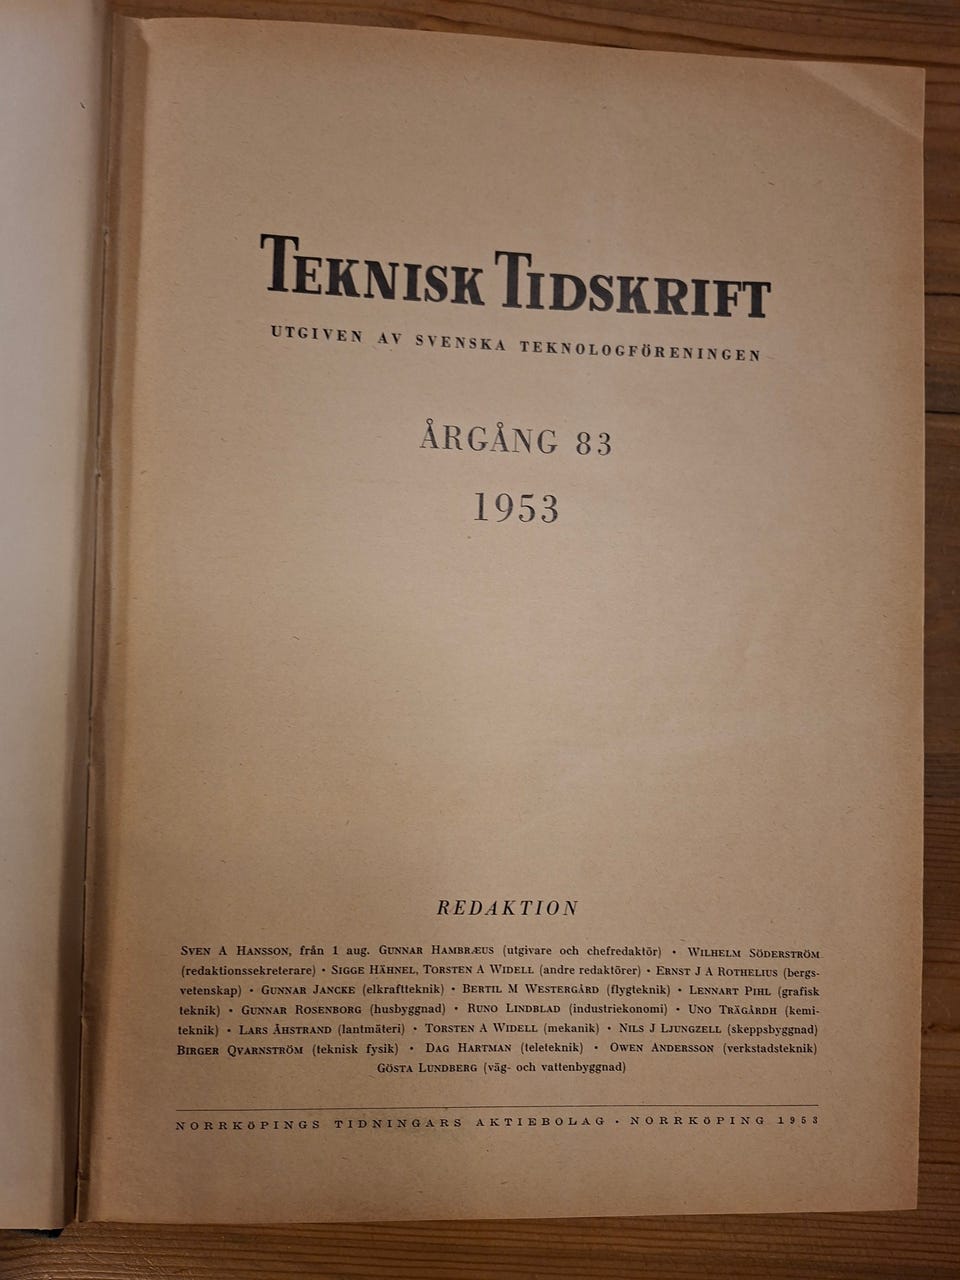 TEKNISK TIDSKRIFT
UTGIVEN AV SVENSKA TEKNOLOGFÖRENINGEN
ÅRGÅNG 83
1953
REDAKTION
SVEN A HANSSON, från 1 aug. GUNNAR HAMBRÆUS (utgivare och chefredaktör) • WILHELM SÖDERSTRÖM
(redaktionssekreterare) • SIGGE HÄHNEL, TORSTEN A WIDELL (andre redaktörer) • ERNST J A ROTHELIUS (bergs-
vetenskap) • GUNNAR JANCKE (elkraftteknik) • BERTIL M WESTERGÅRD (flygteknik) • LENNART PIHL (grafisk
teknik) • GUNNAR ROSENBORG (husbyggnad) • RUNO LINDBLAD (industriekonomi) • UNO TRÄGÅRDH (kemi-
teknik) • LARS ÅHSTRAND (lantmäteri) • TORSTEN A WIDELL (mekanik) • NILS J LJUNGZELL (skeppsbyggnad)
BIRGER QVARNSTRÖM (teknisk fysik) • DAG HARTMAN (teleteknik) • OWEN ANDERSSON (verkstadsteknik)
GÖSTA LUNDBERG (väg- och vattenbyggnad)
NORRKÖPINGS TIDNINGARS AKTIEBOLAG • NORRKÖPING 1953